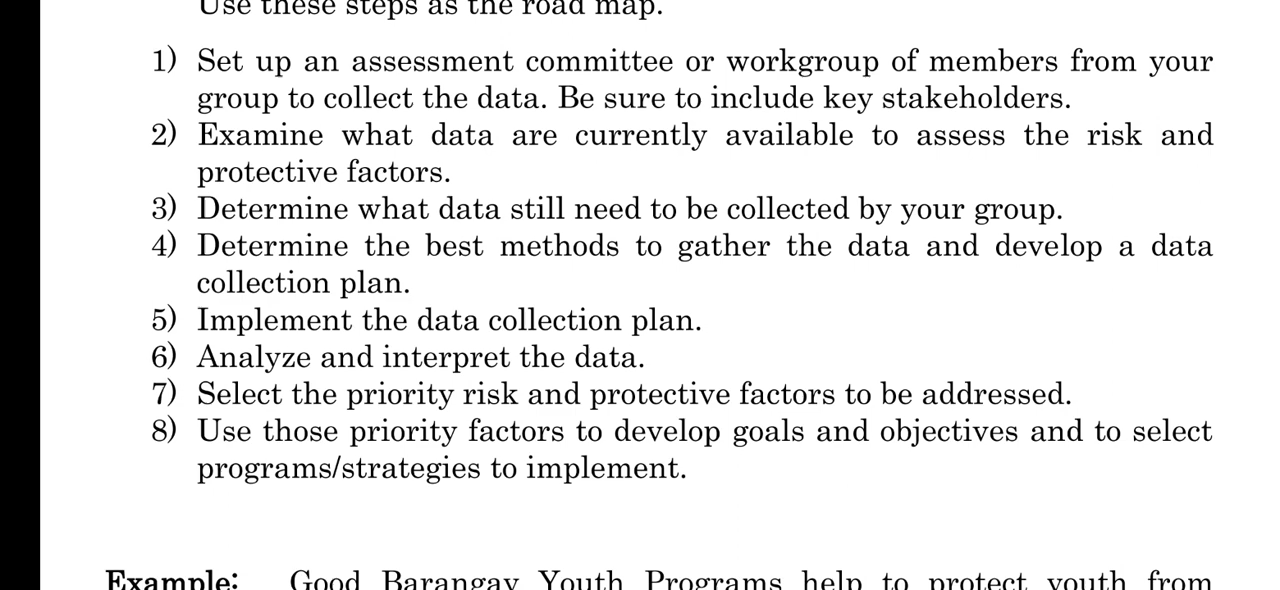 Use these steps as the road map.
1) Set up an assessment committee or workgroup of members from your
group to collect the data. Be sure to include key stakeholders.
2) Examine what data are currently available to assess the risk and
protective factors.
3) Determine what data still need to be collected by your group.
4) Determine the best methods to gather the data and develop a data
collection plan.
5) Implement the data collection plan.
6) Analyze and interpret the data.
7) Select the priority risk and protective factors to be addressed.
8) Use those priority factors to develop goals and objectives and to select
programs/strategies to implement.
Example: Good Barangay Youth Programs help to protect youth from